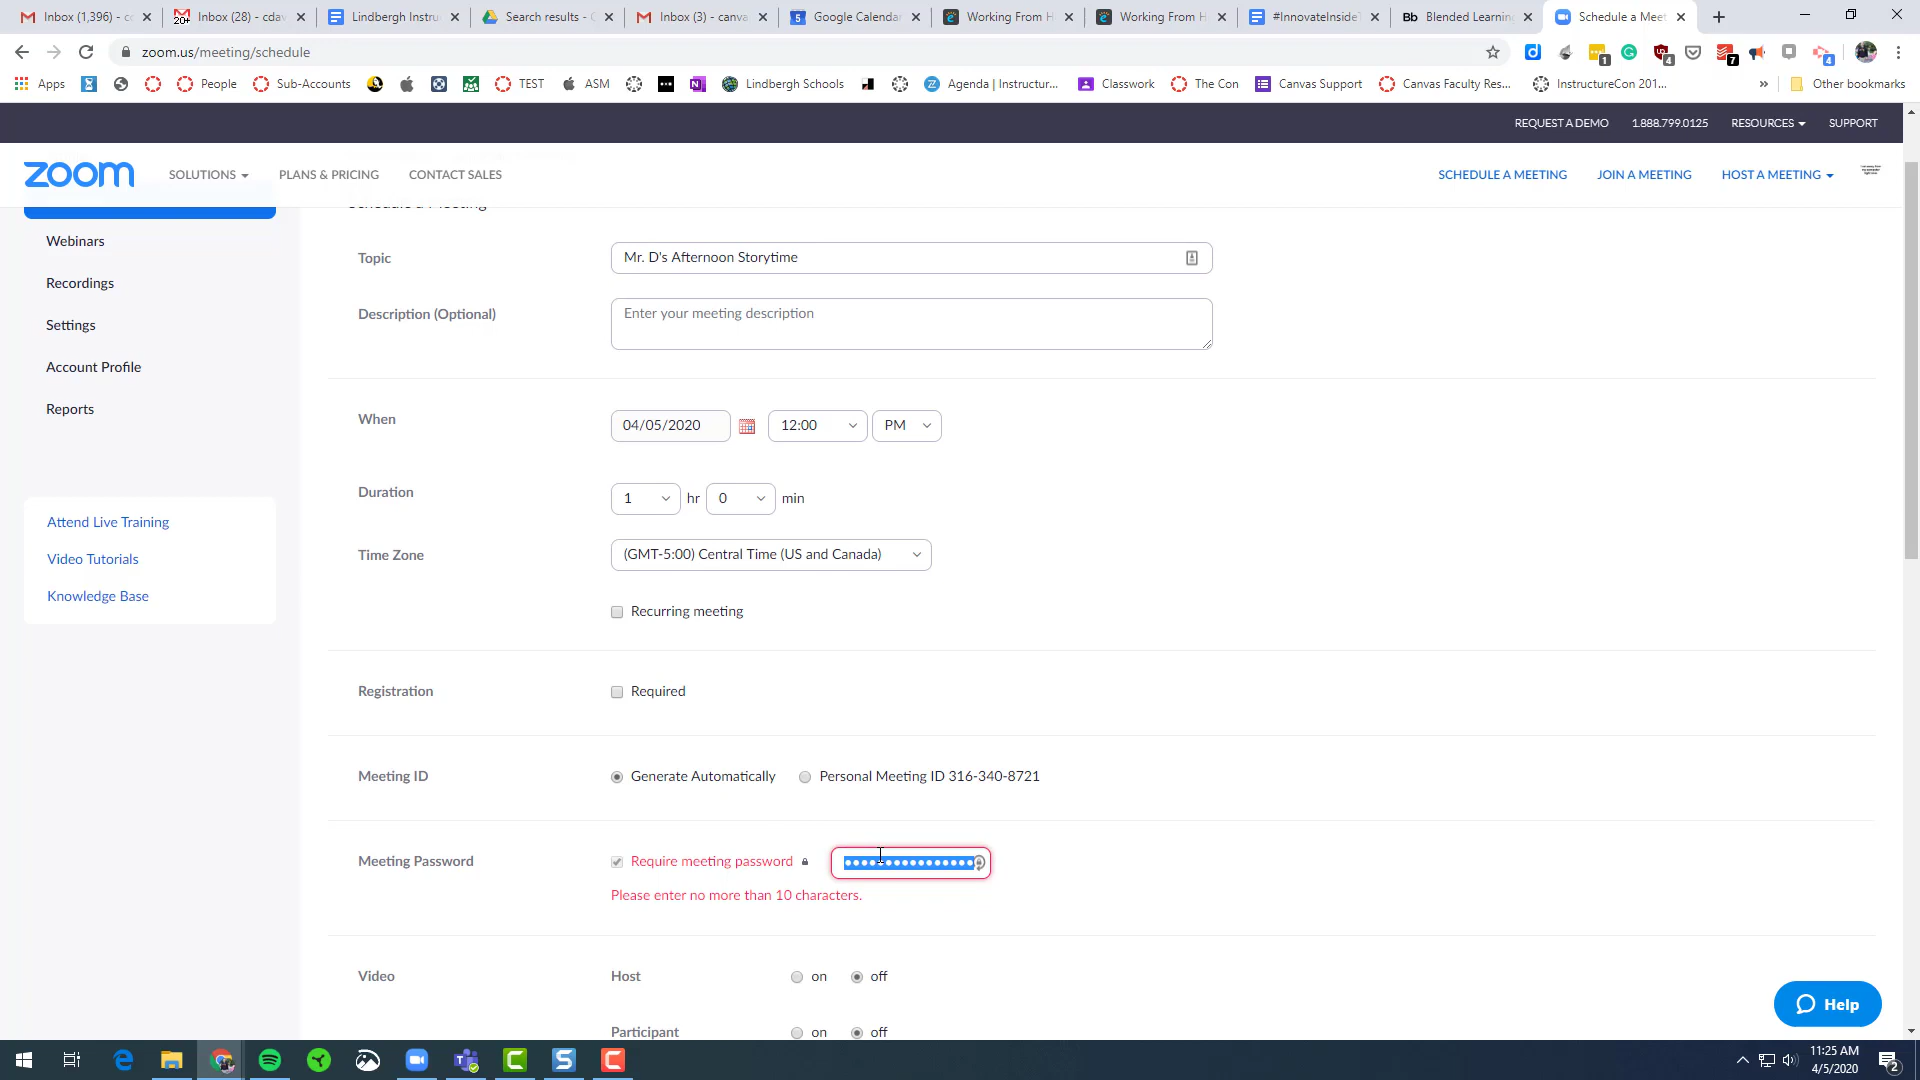 Inbox (1,396) - cc
Inbox (28) - cdav
Lindbergh Instru
Search results -
Inbox (3) - canva
Google Calenda
Working From H
Working From H
#InnovateInsideT
Bb Blended Learnin
Schedule a Meet
zoom.us/meeting/schedule
Apps
People
Sub-Accounts
TEST
ASM
Lindbergh Schools
Agenda | Instructur...
Classwork
The Con
Canvas Support
Canvas Faculty Res...
InstructureCon 201...
»
Other bookmarks
REQUEST A DEMO
1.888.799.0125
RESOURCES
SUPPORT
zoom
SOLUTIONS
PLANS & PRICING
CONTACT SALES
SCHEDULE A MEETING
JOIN A MEETING
HOST A MEETING
Webinars
Recordings
Settings
Account Profile
Reports
Attend Live Training
Video Tutorials
Knowledge Base
Schedule a Meeting
Topic
Mr. D's Afternoon Storytime
Description (Optional)
Enter your meeting description
When
04/05/2020
12:00
PM
Duration
1 hr 0 min
Time Zone
(GMT-5:00) Central Time (US and Canada)
Recurring meeting
Registration
Required
Meeting ID
Generate Automatically
Personal Meeting ID 316-340-8721
Meeting Password
Require meeting password
Please enter no more than 10 characters.
Video
Host
on
off
Participant
on
off
Help
11:25 AM
4/5/2020
2